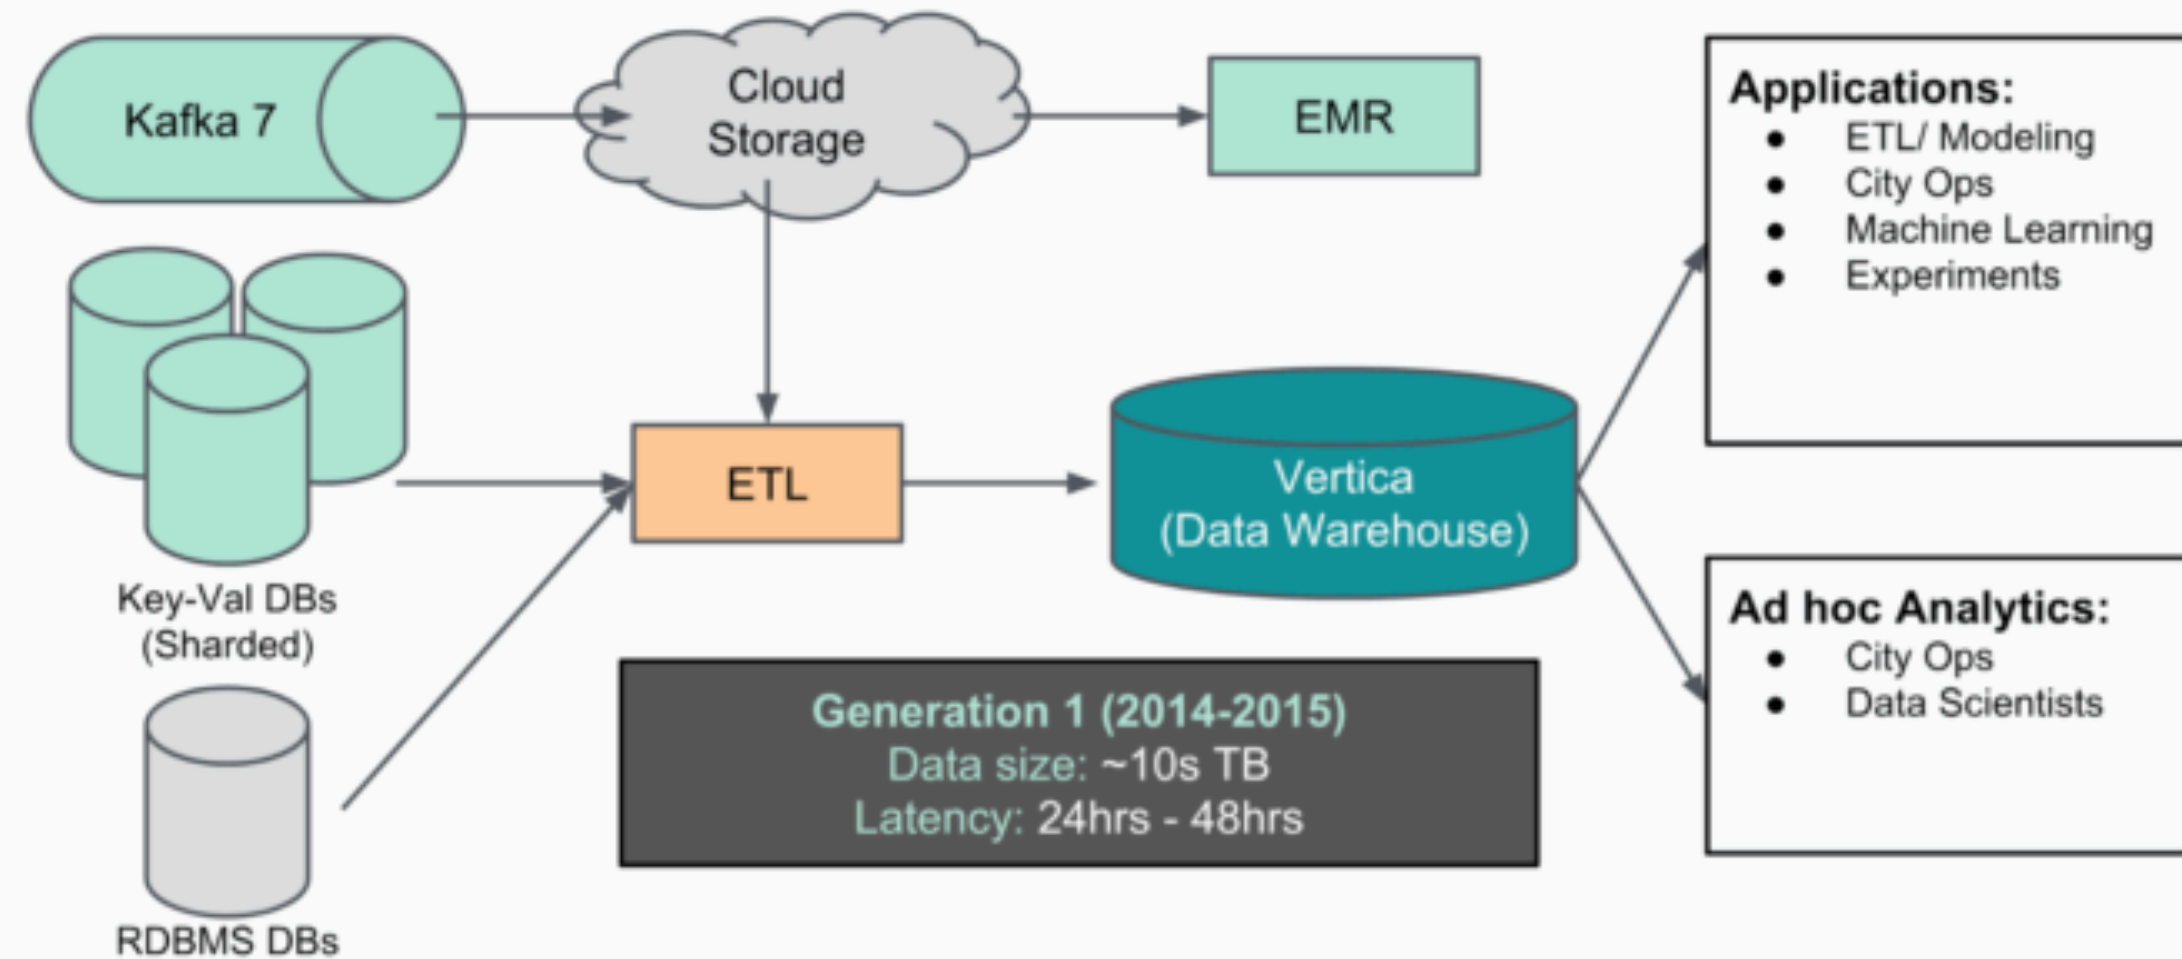 Kafka 7
Cloud
Storage
EMR
Applications:
● ETL/ Modeling
● City Ops
● Machine Learning
● Experiments
Key-Val DBs
(Sharded)
ETL
Vertica
(Data Warehouse)
Ad hoc Analytics:
● City Ops
● Data Scientists
Generation 1 (2014-2015)
Data size: ~10s TB
Latency: 24hrs - 48hrs
RDBMS DBs